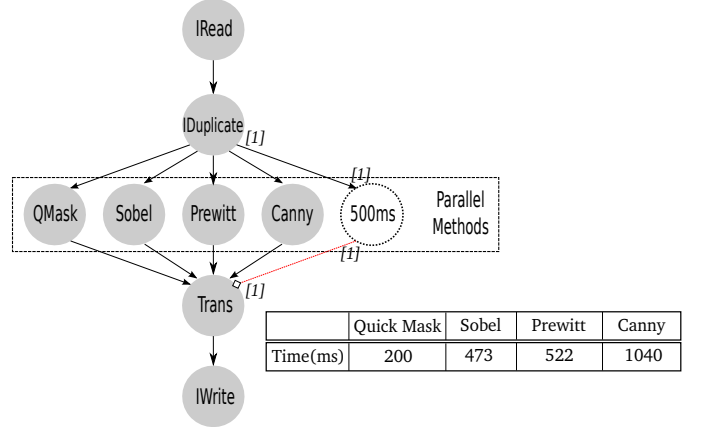 IRead
IDuplicate
[1]
[1]
QMask Sobel Prewitt Canny 500ms Parallel
Methods
[1]
Trans [1]
Quick Mask Sobel Prewitt Canny
Time(ms) 200 473 522 1040
IWrite